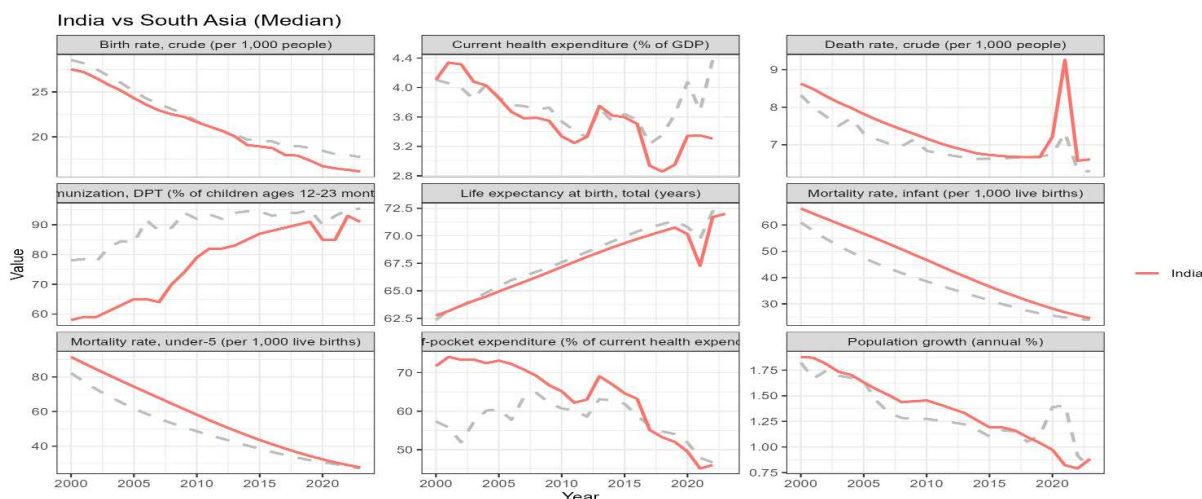 India vs South Asia (Median)
Birth rate, crude (per 1,000 people)
Current health expenditure (% of GDP)
Death rate, crude (per 1,000 people)
25
20
4.4
4.0
3.6
3.2
2.8
9
8
7
munization, DPT (% of children ages 12-23 mont
Life expectancy at birth, total (years)
Mortality rate, infant (per 1,000 live births)
Value
90
80
70
60
72.5
70.0
67.5
65.0
62.5
60
50
40
30
India
Mortality rate, under-5 (per 1,000 live births)
f-pocket expenditure (% of current health expend
Population growth (annual %)
80
60
40
70
60
50
1.75
1.50
1.25
1.00
0.75
2000 2005 2010 2015 2020
2000 2005 2010 2015 2020
2000 2005 2010 2015 2020
Year